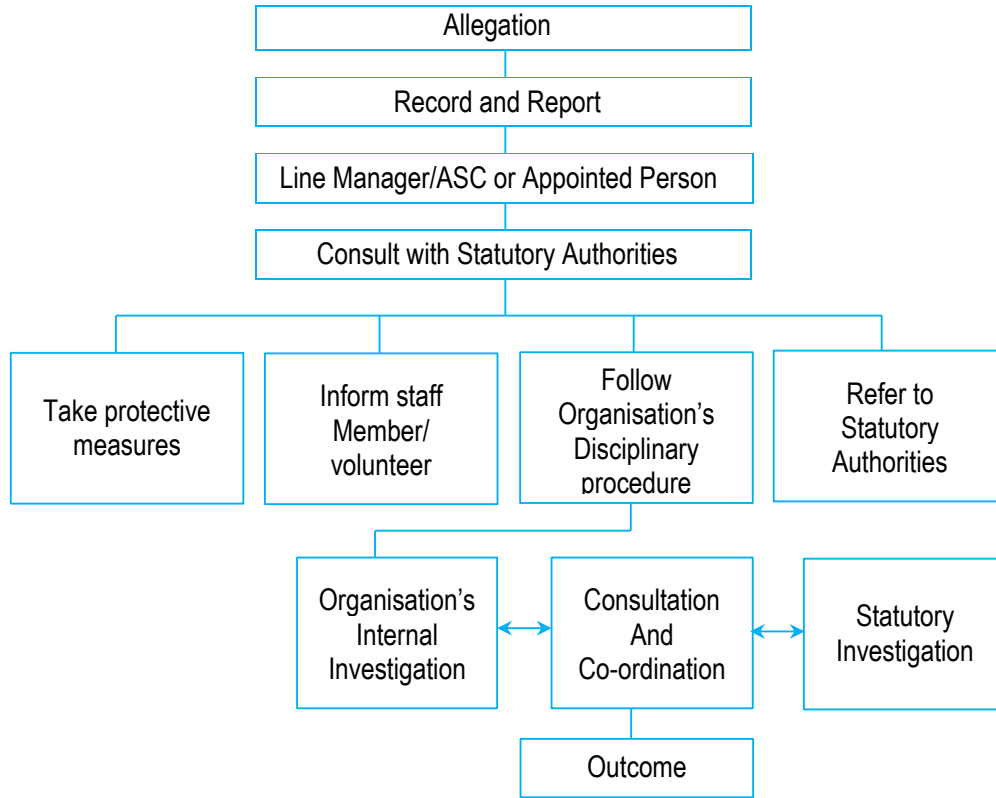 Allegation
Record and Report
Line Manager/ASC or Appointed Person
Consult with Statutory Authorities
Take protective
measures
Inform staff
Member/
volunteer
Follow
Organisation’s
Disciplinary
procedure
Refer to
Statutory
Authorities
Organisation’s
Internal
Investigation
Consultation
And
Co-ordination
Statutory
Investigation
Outcome